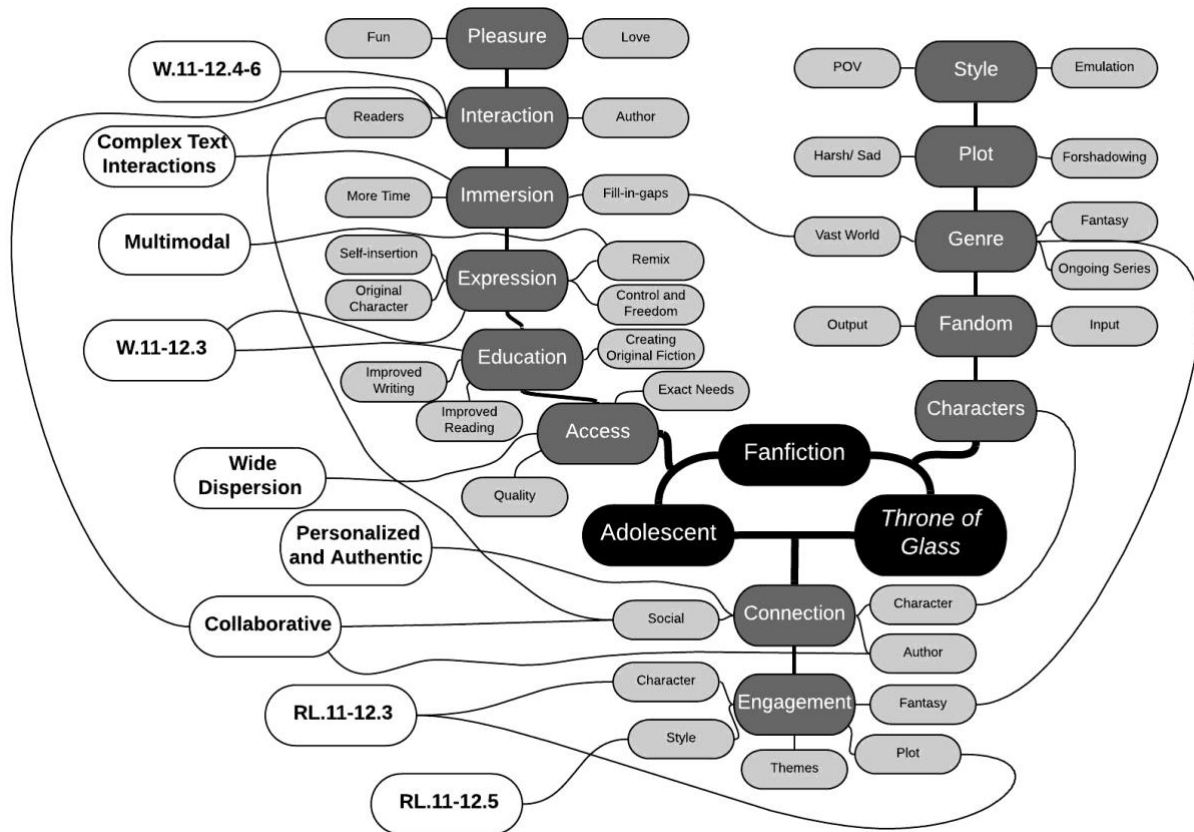 Fun
Pleasure
Love
W.11-12.4-6
Readers
Interaction
Author
Complex Text
Interactions
More Time
Immersion
Fill-in-gaps
Multimodal
Self-insertion
Original
Character
Expression
Remix
Control and
Freedom
W.11-12.3
Education
Creating
Original Fiction
Improved
Writing
Improved
Reading
Exact Needs
Access
Quality
Wide
Dispersion
POV
Style
Emulation
Harsh/ Sad
Plot
Forshadowing
Vast World
Genre
Fantasy
Ongoing Series
Output
Fandom
Input
Characters
Fanfiction
Adolescent
Throne of
Glass
Personalized
and Authentic
Collaborative
Social
Connection
Character
Author
RL.11-12.3
Character
Engagement
Fantasy
Style
Themes
Plot
RL.11-12.5